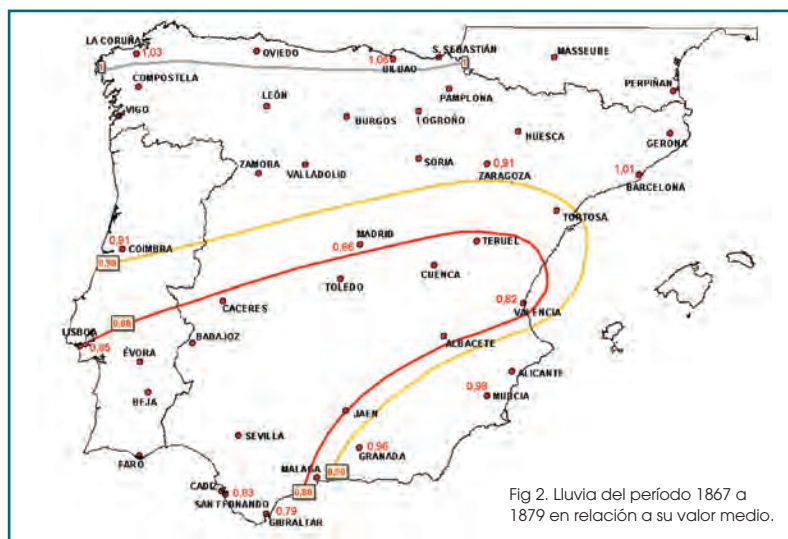 LA CORUÑA
1,03
OVIEDO
1,06
BILBAO
S. SEBASTIÁN
MASSEUBE
1
1
COMPOSTELA
PERPIÑAN
VIGO
LEÓN
PAMPLONA
BURGOS
LOGROÑO
HUESCA
GERONA
ZAMORA
VALLADOLID
SORIA
0,91
ZARAGOZA
1,01
BARCELONA
TORTOSA
0,91
COIMBRA
0,90
MADRID
0,86
TERUEL
CUENCA
TOLEDO
CACERES
0,82
VALENCIA
0,88
LISBOA
0,85
BADAJOZ
ÉVORA
ALBACETE
ALICANTE
0,98
MURCIA
BEJA
JAEN
SEVILLA
0,96
GRANADA
FARO
MALAGA
0,90
0,88
CADIZ
0,83
SAN FERNANDO
0,79
GIBRALTAR
Fig 2. Lluvia del período 1867 a
1879 en relación a su valor medio.